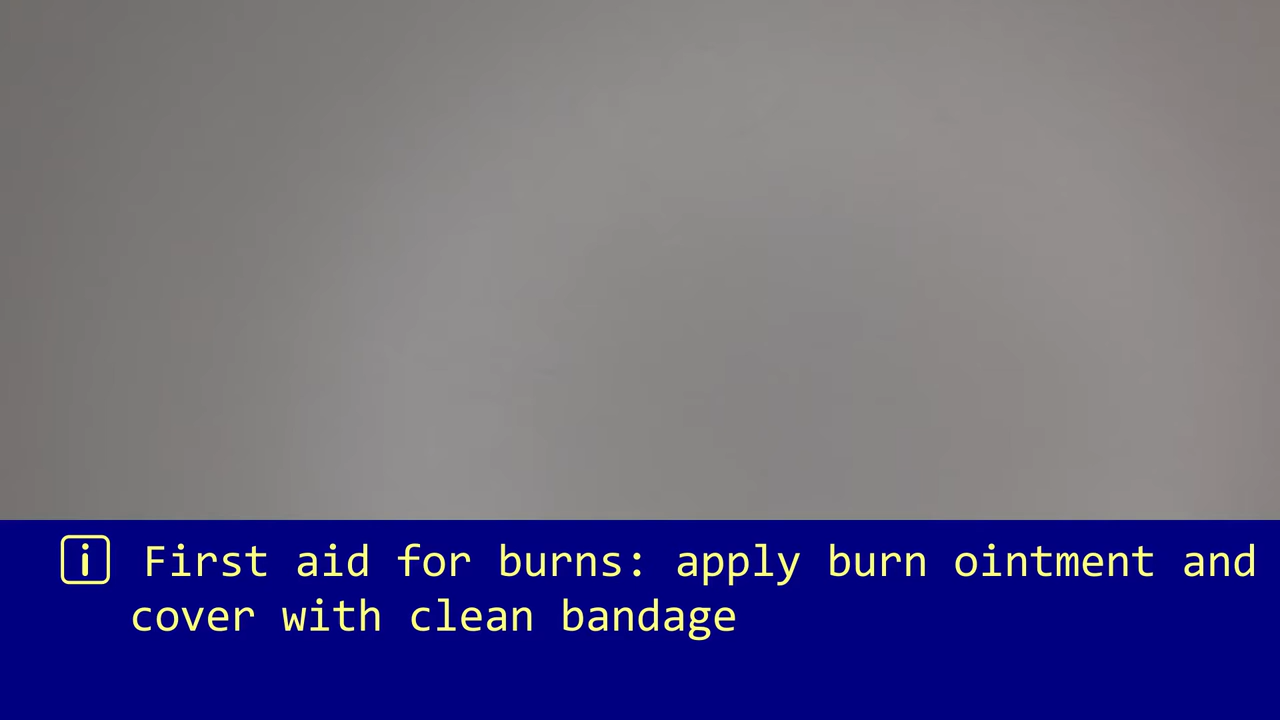 ℹ First aid for burns: apply burn ointment and
cover with clean bandage